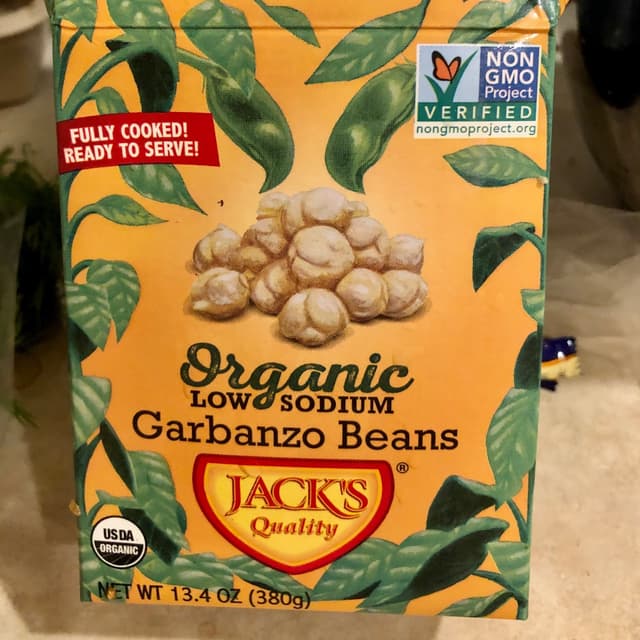 NON
GMO
Project
VERIFIED
nongmoproject.org
FULLY COOKED!
READY TO SERVE!
Organic
LOW SODIUM
Garbanzo Beans
JACK'S
®
Quality
USDA
ORGANIC
NET WT 13.4 OZ (380g)